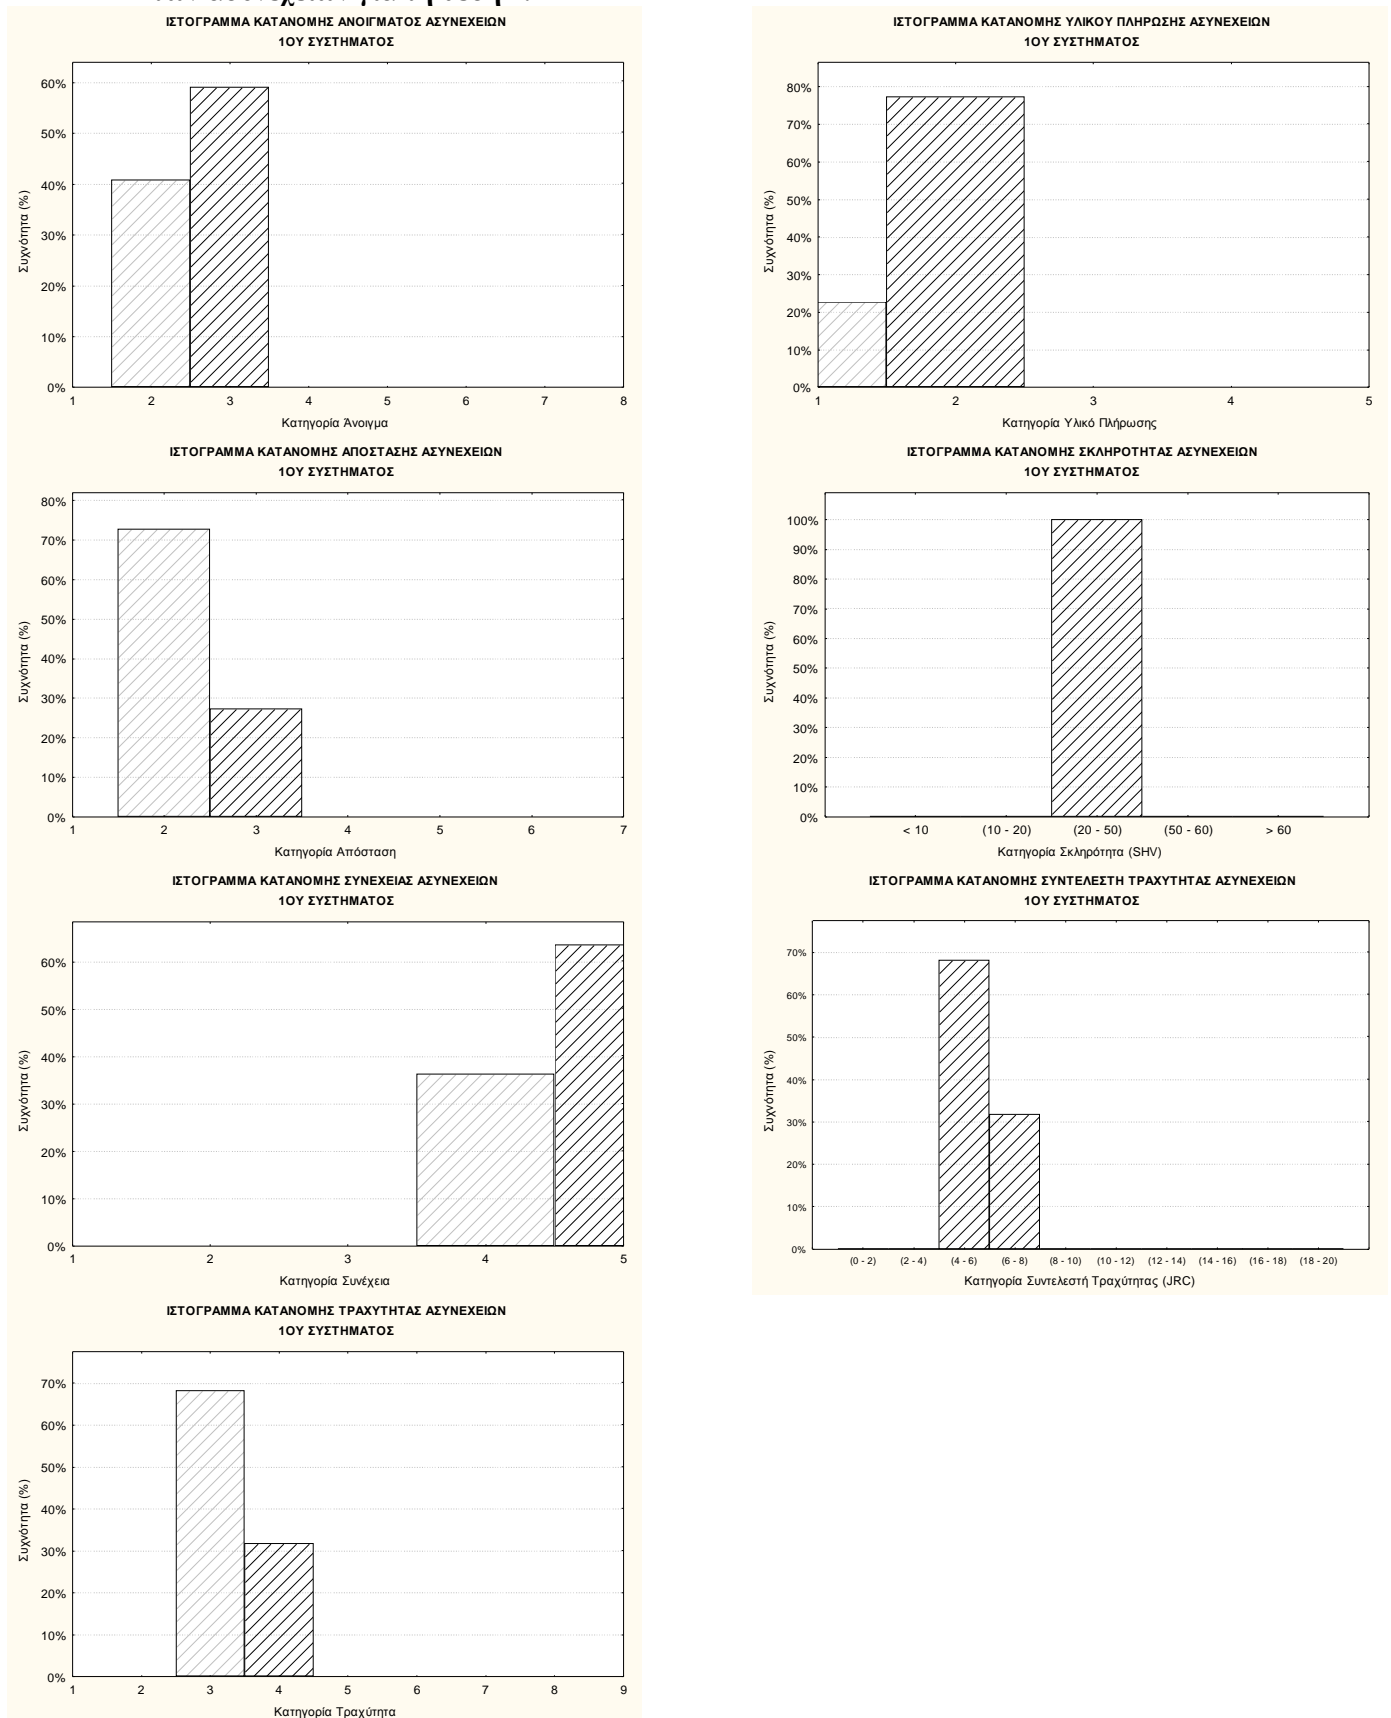 ΙΣΤΟΓΡΑΜΜΑ ΚΑΤΑΝΟΜΗΣ ΑΝΟΙΓΜΑΤΟΣ ΑΣΥΝΕΧΕΙΩΝ
1ΟΥ ΣΥΣΤΗΜΑΤΟΣ
60%
50%
40%
30%
20%
10%
0%
Συχνότητα (%)
1 2 3 4 5 6 7 8
Κατηγορία Άνοιγμα
ΙΣΤΟΓΡΑΜΜΑ ΚΑΤΑΝΟΜΗΣ ΥΛΙΚΟΥ ΠΛΗΡΩΣΗΣ ΑΣΥΝΕΧΕΙΩΝ
1ΟΥ ΣΥΣΤΗΜΑΤΟΣ
80%
70%
60%
50%
40%
30%
20%
10%
0%
Συχνότητα (%)
1 2 3 4 5
Κατηγορία Υλικό Πλήρωσης
ΙΣΤΟΓΡΑΜΜΑ ΚΑΤΑΝΟΜΗΣ ΑΠΟΣΤΑΣΗΣ ΑΣΥΝΕΧΕΙΩΝ
1ΟΥ ΣΥΣΤΗΜΑΤΟΣ
80%
70%
60%
50%
40%
30%
20%
10%
0%
Συχνότητα (%)
1 2 3 4 5 6 7
Κατηγορία Απόσταση
ΙΣΤΟΓΡΑΜΜΑ ΚΑΤΑΝΟΜΗΣ ΣΚΛΗΡΟΤΗΤΑΣ ΑΣΥΝΕΧΕΙΩΝ
1ΟΥ ΣΥΣΤΗΜΑΤΟΣ
100%
90%
80%
70%
60%
50%
40%
30%
20%
10%
0%
Συχνότητα (%)
< 10 (10 - 20) (20 - 50) (50 - 60) > 60
Κατηγορία Σκληρότητα (SHV)
ΙΣΤΟΓΡΑΜΜΑ ΚΑΤΑΝΟΜΗΣ ΣΥΝΕΧΕΙΑΣ ΑΣΥΝΕΧΕΙΩΝ
1ΟΥ ΣΥΣΤΗΜΑΤΟΣ
60%
50%
40%
30%
20%
10%
0%
Συχνότητα (%)
1 2 3 4 5
Κατηγορία Συνέχεια
ΙΣΤΟΓΡΑΜΜΑ ΚΑΤΑΝΟΜΗΣ ΣΥΝΤΕΛΕΣΤΗ ΤΡΑΧΥΤΗΤΑΣ ΑΣΥΝΕΧΕΙΩΝ
1ΟΥ ΣΥΣΤΗΜΑΤΟΣ
70%
60%
50%
40%
30%
20%
10%
0%
Συχνότητα (%)
(0 - 2) (2 - 4) (4 - 6) (6 - 8) (8 - 10) (10 - 12) (12 - 14) (14 - 16) (16 - 18) (18 - 20)
Κατηγορία Συντελεστή Τραχύτητας (JRC)
ΙΣΤΟΓΡΑΜΜΑ ΚΑΤΑΝΟΜΗΣ ΤΡΑΧΥΤΗΤΑΣ ΑΣΥΝΕΧΕΙΩΝ
1ΟΥ ΣΥΣΤΗΜΑΤΟΣ
70%
60%
50%
40%
30%
20%
10%
0%
Συχνότητα (%)
1 2 3 4 5 6 7 8 9
Κατηγορία Τραχύτητα